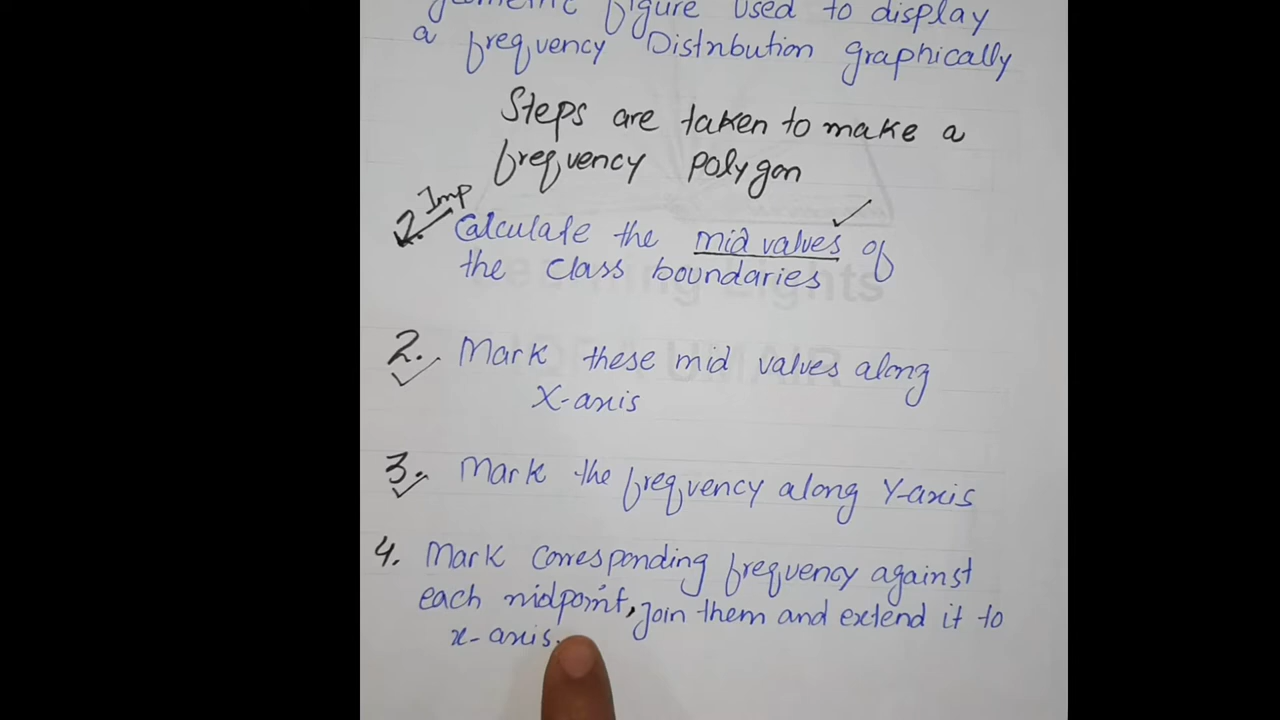 geometric figure used to display
a frequency Distribution graphically
Steps are taken to make a
frequency polygon
Imp
Calculate the mid values of
the class boundaries
2. Mark these mid values along
X-axis
3. Mark the frequency along Y-axis
4. Mark corresponding frequency against
each midpoint, join them and extend it to
x-axis.